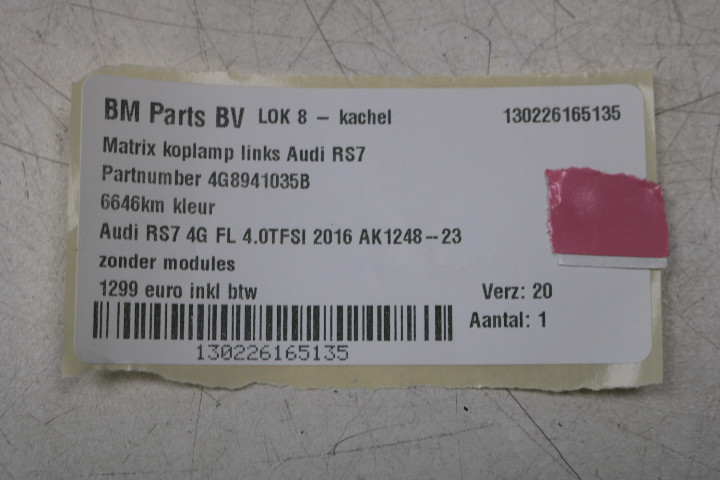 BM Parts BV LOK 8 - kachel 130226165135
Matrix koplamp links Audi RS7
Partnumber 4G8941035B
6646km kleur
Audi RS7 4G FL 4.0TFSI 2016 AK1248-23
zonder modules
1299 euro inkl btw Verz: 20
Aantal: 1
130226165135